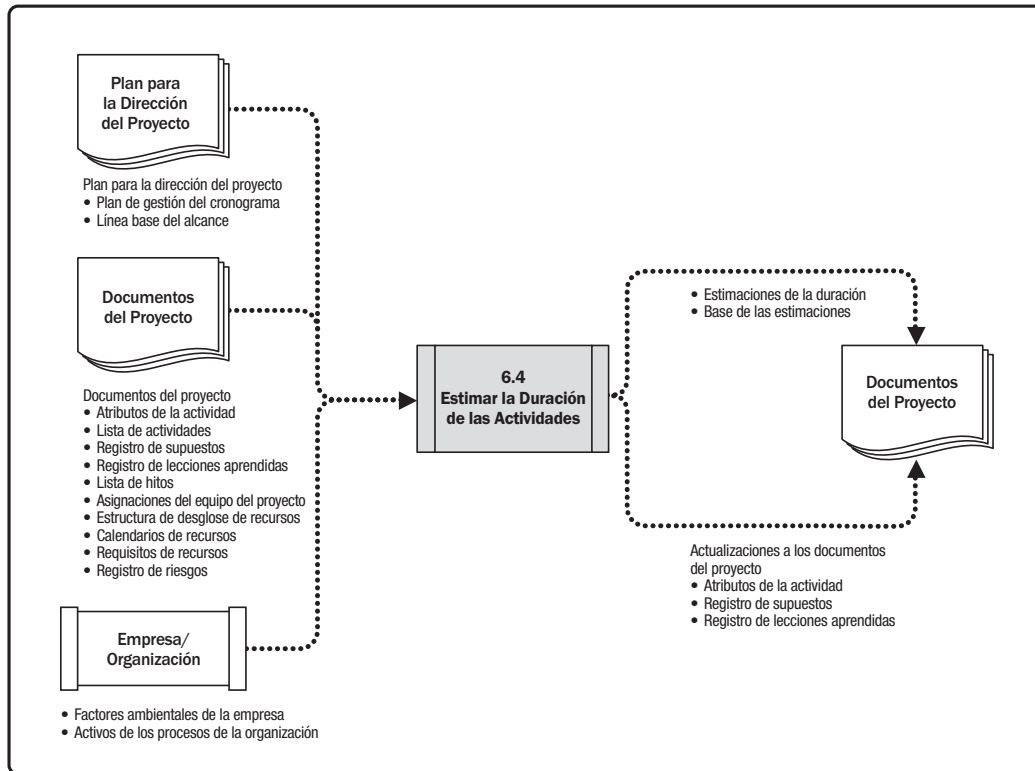 Plan para
la Dirección
del Proyecto
Plan para la dirección del proyecto
• Plan de gestión del cronograma
• Línea base del alcance
Documentos
del Proyecto
Documentos del proyecto
• Atributos de la actividad
• Lista de actividades
• Registro de supuestos
• Registro de lecciones aprendidas
• Lista de hitos
• Asignaciones del equipo del proyecto
• Estructura de desglose de recursos
• Calendarios de recursos
• Requisitos de recursos
• Registro de riesgos
Empresa/
Organización
• Factores ambientales de la empresa
• Activos de los procesos de la organización
6.4
Estimar la Duración
de las Actividades
• Estimaciones de la duración
• Base de las estimaciones
Documentos
del Proyecto
Actualizaciones a los documentos
del proyecto
• Atributos de la actividad
• Registro de supuestos
• Registro de lecciones aprendidas